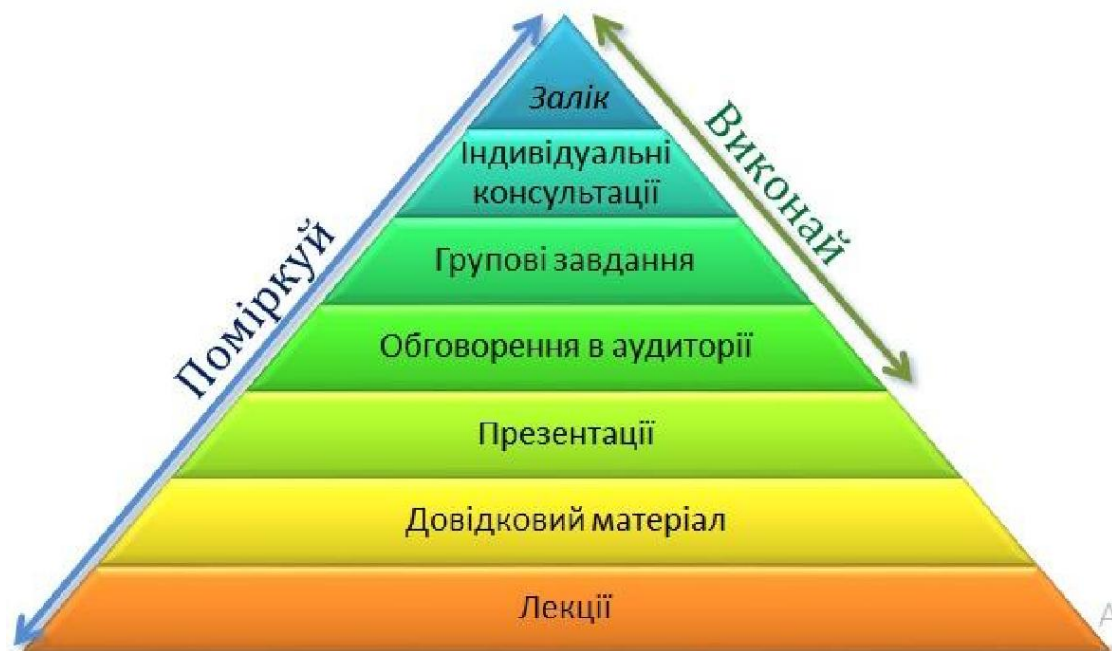 Залік
Індивідуальні
консультації
Групові завдання
Обговорення в аудиторії
Презентації
Довідковий матеріал
Лекції
Поміркуй
Виконай
А